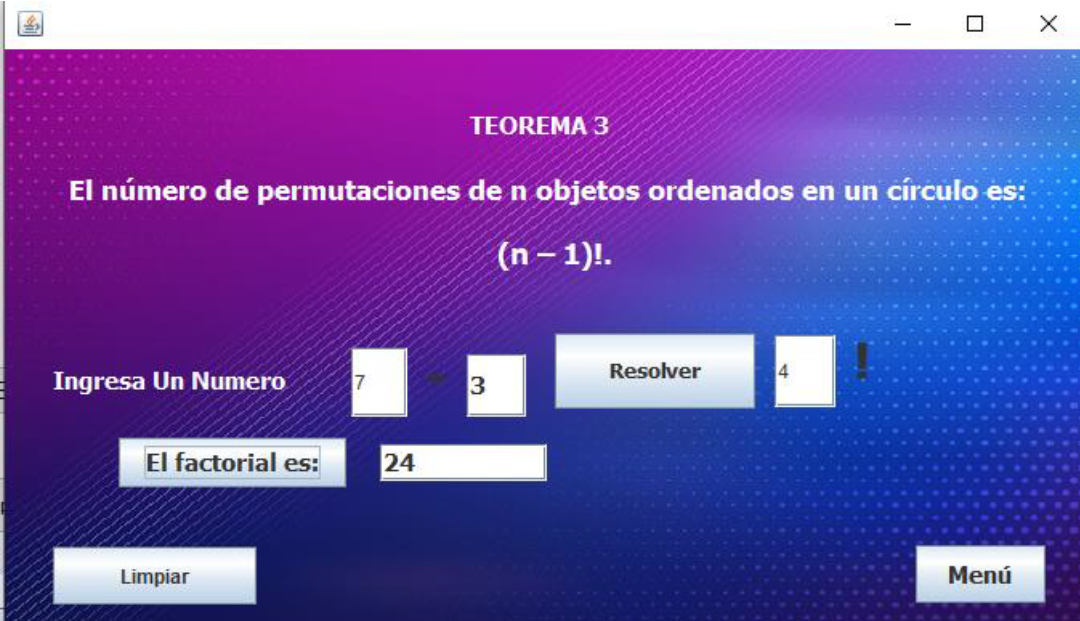 TEOREMA 3
El número de permutaciones de n objetos ordenados en un círculo es:
(n – 1)!.
Ingresa Un Numero 7 - 3 Resolver 4 !
El factorial es: 24
Limpiar Menú